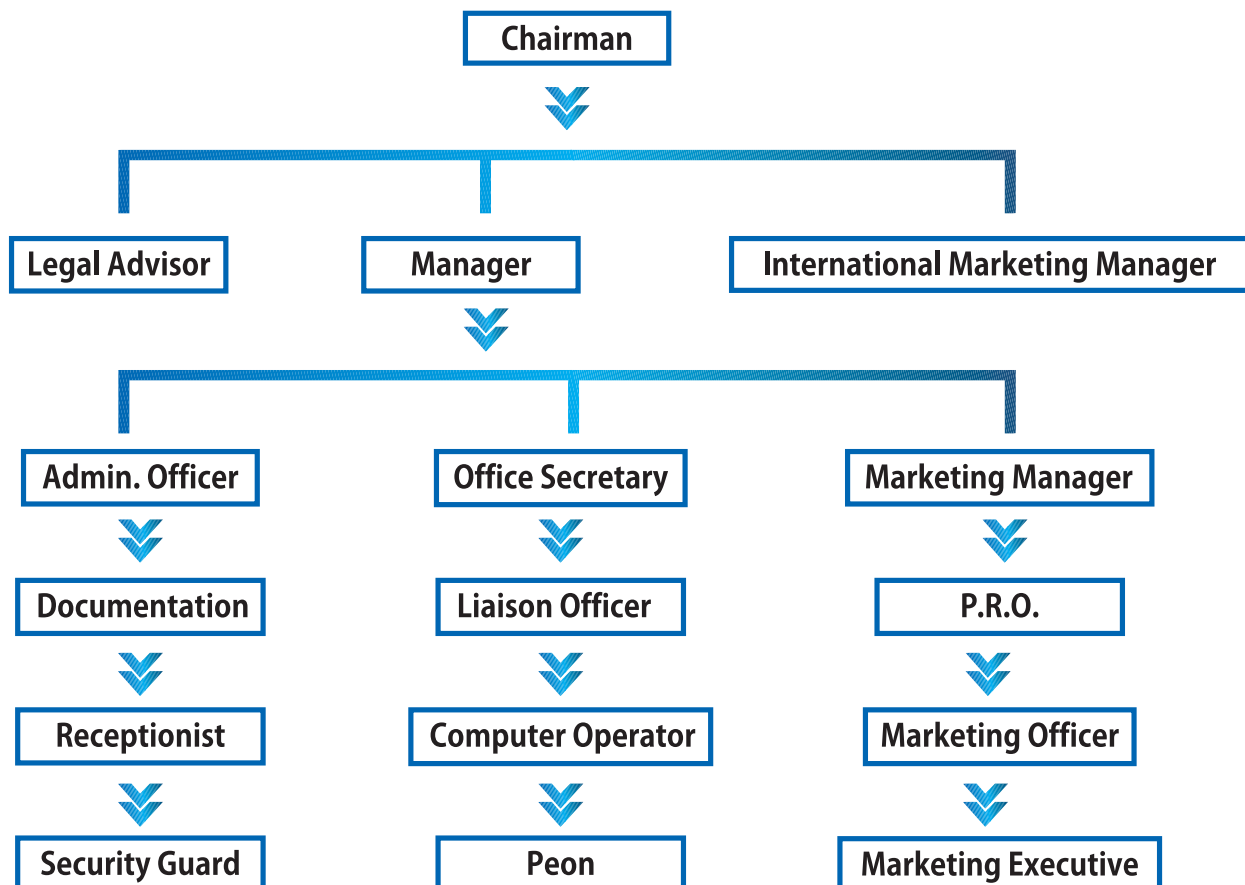 Chairman
Legal Advisor
Manager
International Marketing Manager
Admin. Officer
Office Secretary
Marketing Manager
Documentation
Liaison Officer
P.R.O.
Receptionist
Computer Operator
Marketing Officer
Security Guard
Peon
Marketing Executive